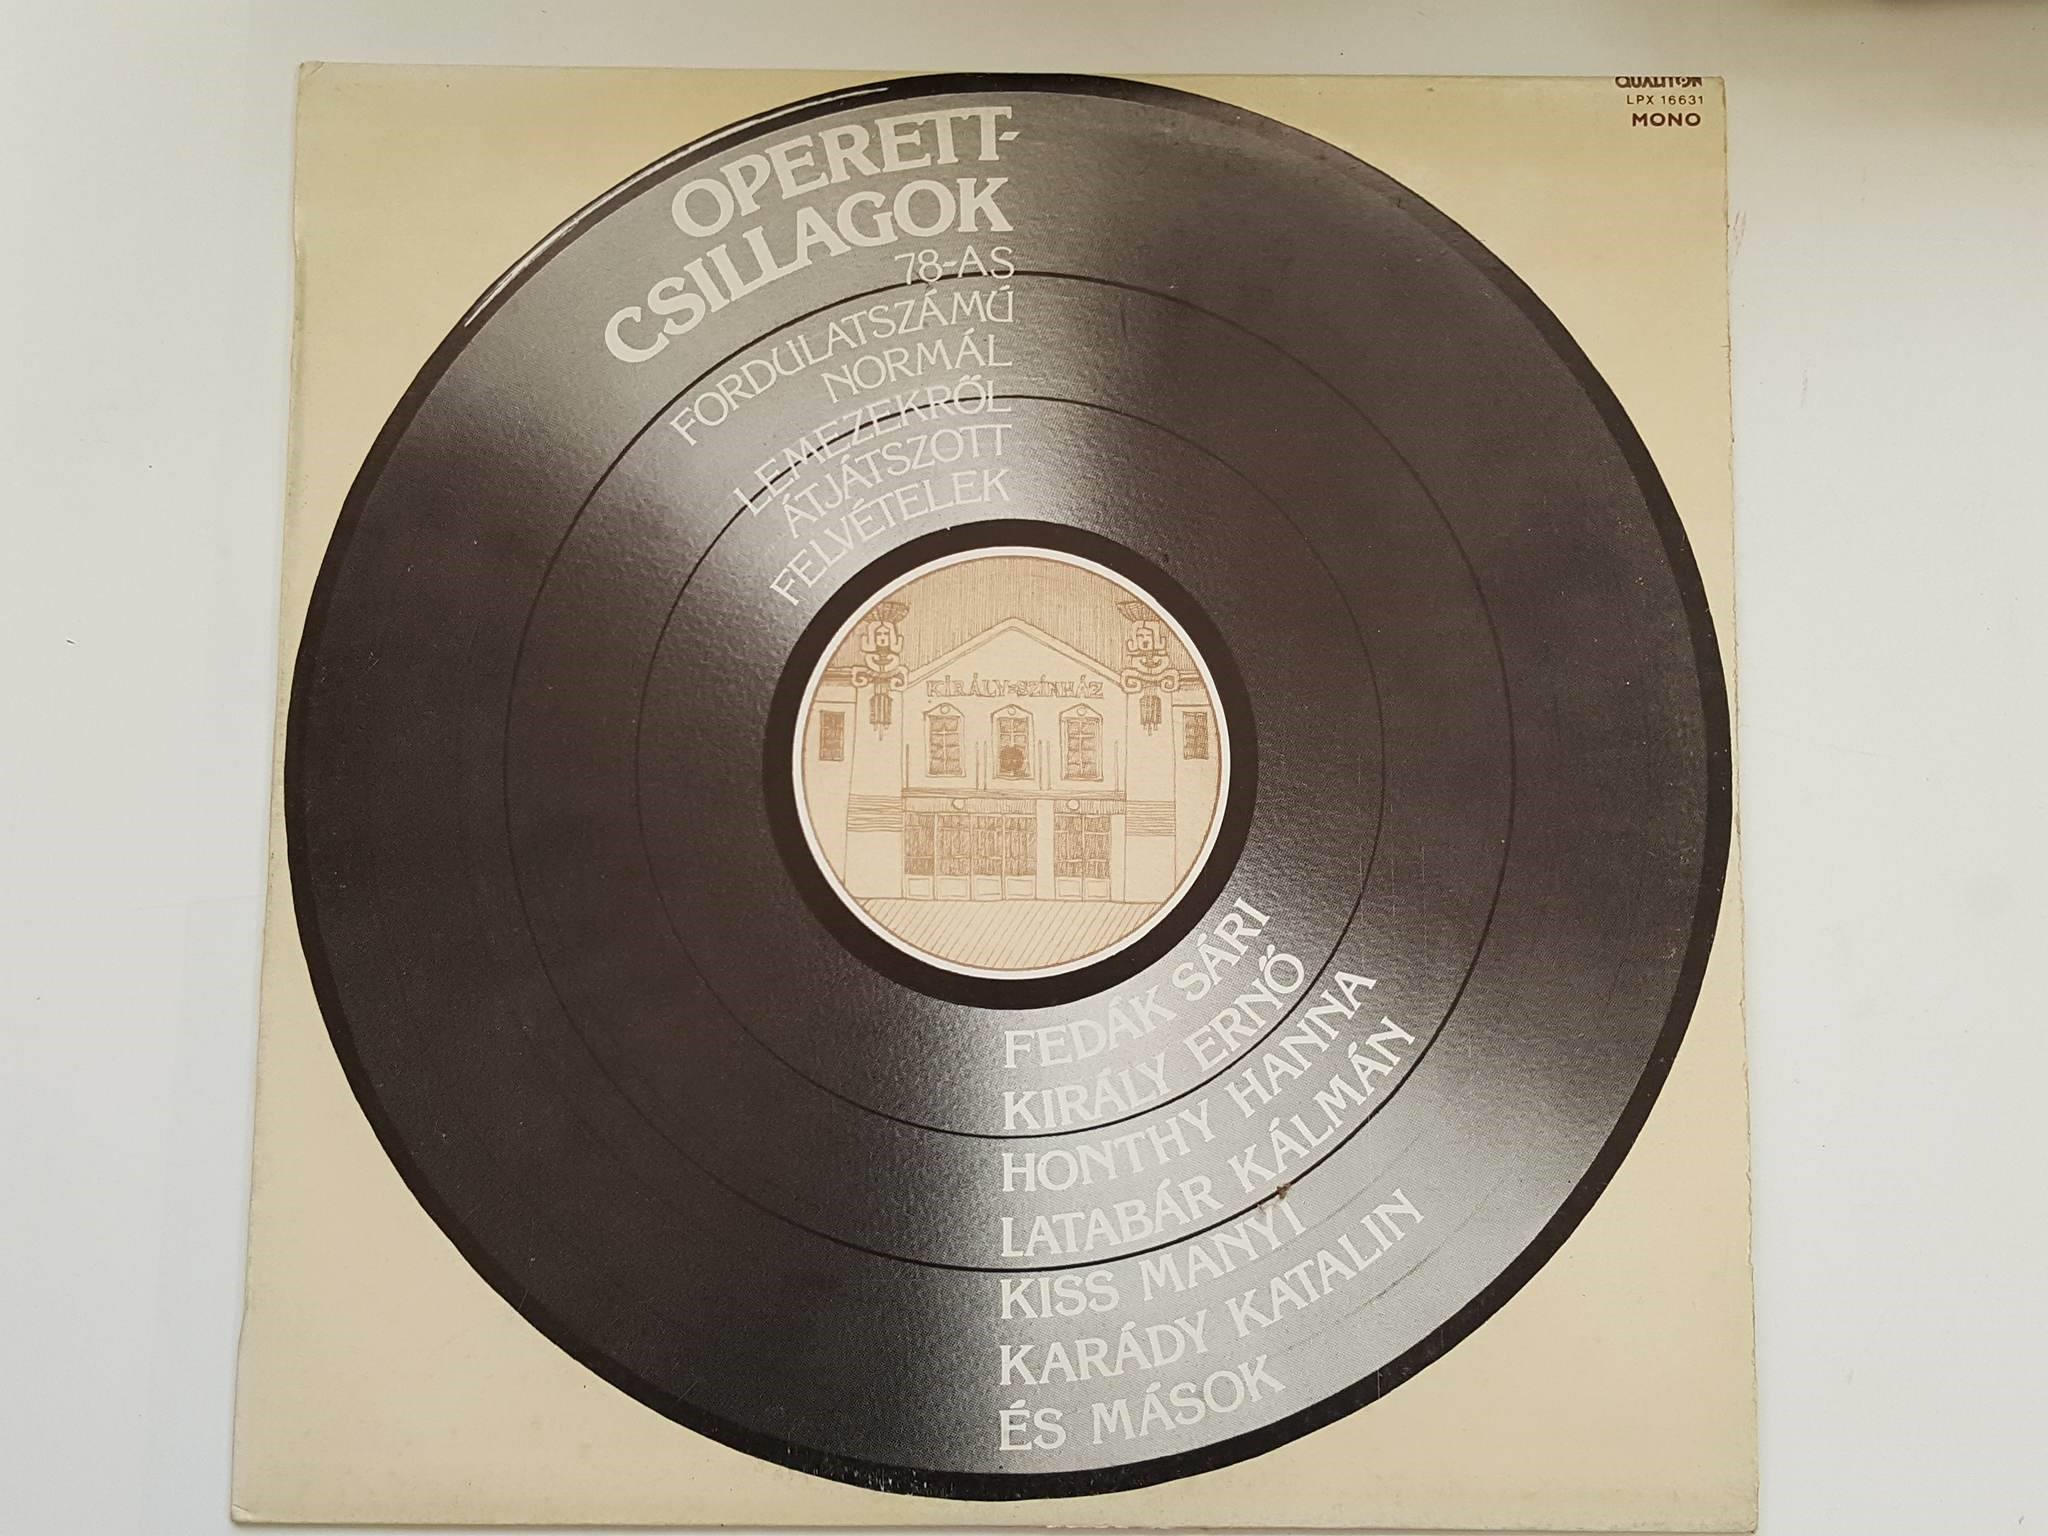 QUALITON
LPX 16631
MONO
OPERETT-
CSILLAGOK
78-AS
FORDULATSZÁMÚ
NORMÁL
LEMEZEKRŐL
ÁTJÁTSZOTT
FELVÉTELEK
KIRÁLY-SZÍNHÁZ
FEDÁK SÁRI
KIRÁLY ERNŐ
HONTHY HANNA
LATABÁR KÁLMÁN
KISS MANYI
KARÁDY KATALIN
ÉS MÁSOK